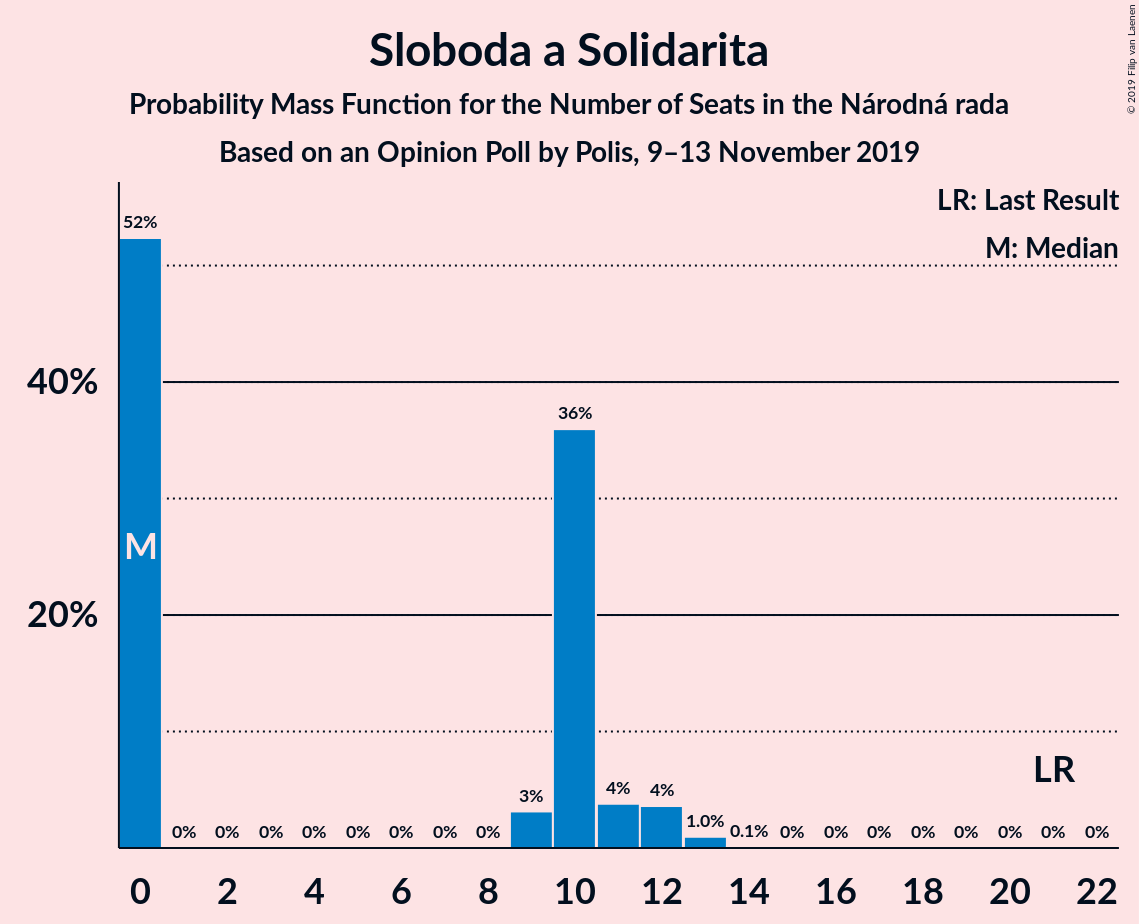 Sloboda a Solidarita
Probability Mass Function for the Number of Seats in the Národná rada
Based on an Opinion Poll by Polis, 9–13 November 2019
© 2019 Filip van Laenen
LR: Last Result
M: Median
52%
40%
36%
M
20%
LR
0% 0% 0% 0% 0% 0% 0% 0% 3% 4% 4% 1.0% 0.1% 0% 0% 0% 0% 0% 0% 0% 0%
0 2 4 6 8 10 12 14 16 18 20 22